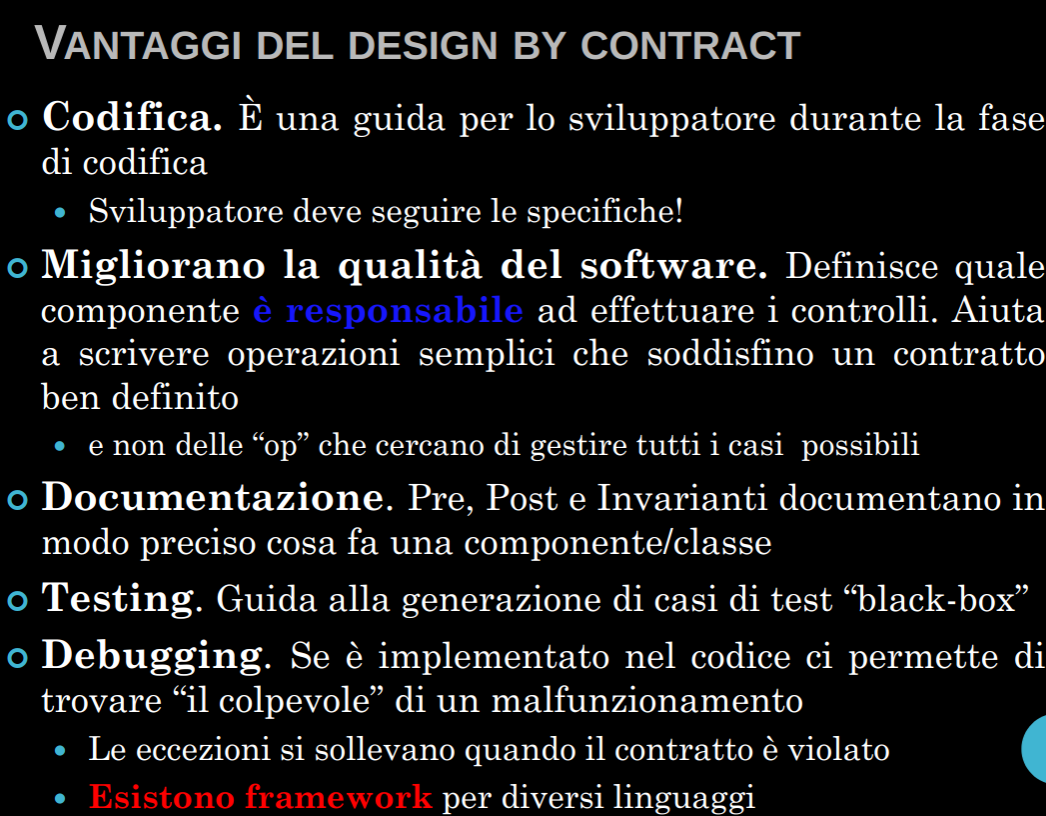 VANTAGGI DEL DESIGN BY CONTRACT
Codifica. È una guida per lo sviluppatore durante la fase
di codifica
Sviluppatore deve seguire le specifiche!
Migliorano la qualità del software. Definisce quale
componente è responsabile ad effettuare i controlli. Aiuta
a scrivere operazioni semplici che soddisfino un contratto
ben definito
e non delle “op” che cercano di gestire tutti i casi possibili
Documentazione. Pre, Post e Invarianti documentano in
modo preciso cosa fa una componente/classe
Testing. Guida alla generazione di casi di test “black-box”
Debugging. Se è implementato nel codice ci permette di
trovare “il colpevole” di un malfunzionamento
Le eccezioni si sollevano quando il contratto è violato
Esistono framework per diversi linguaggi